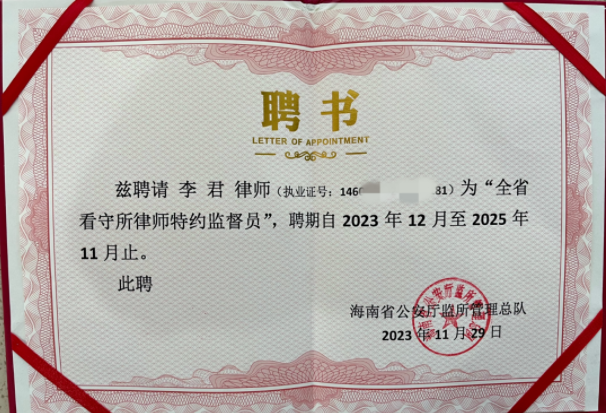 聘书
LETTER OF APPOINTMENT
兹聘请 李 君 律师（执业证号：146 81）为“全省
看守所律师特约监督员”，聘期自 2023 年 12 月至 2025 年
11 月止。
此聘
海南省公安厅监所管理总队
2023 年 11 月 29 日